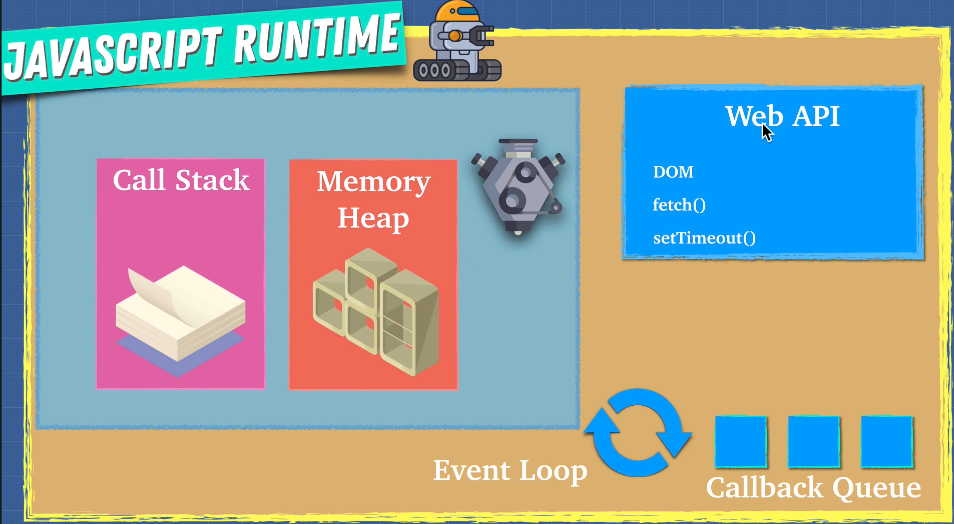 JAVASCRIPT RUNTIME
Call Stack
Memory
Heap
Web API
DOM
fetch()
setTimeout()
Event Loop
Callback Queue